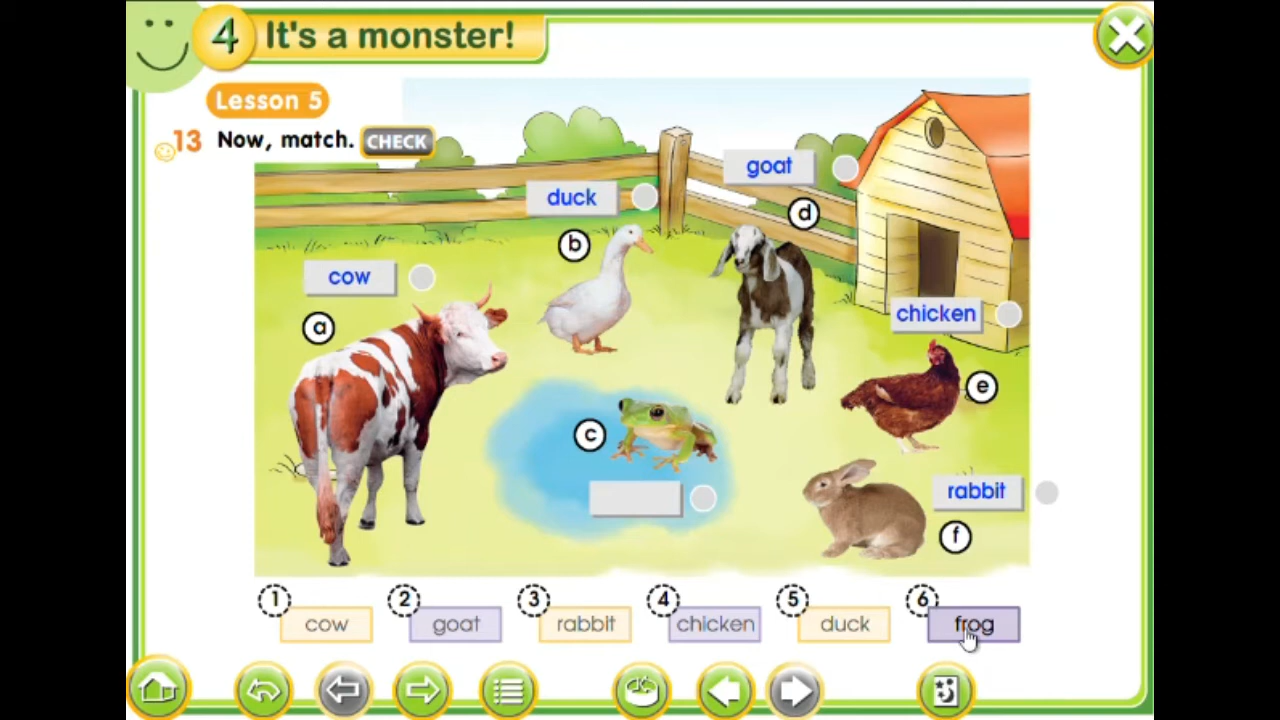 4 It's a monster!
Lesson 5
13 Now, match. CHECK
goat
duck
d
b
cow
chicken
a
e
c
rabbit
f
1 2 3 4 5 6
cow goat rabbit chicken duck frog